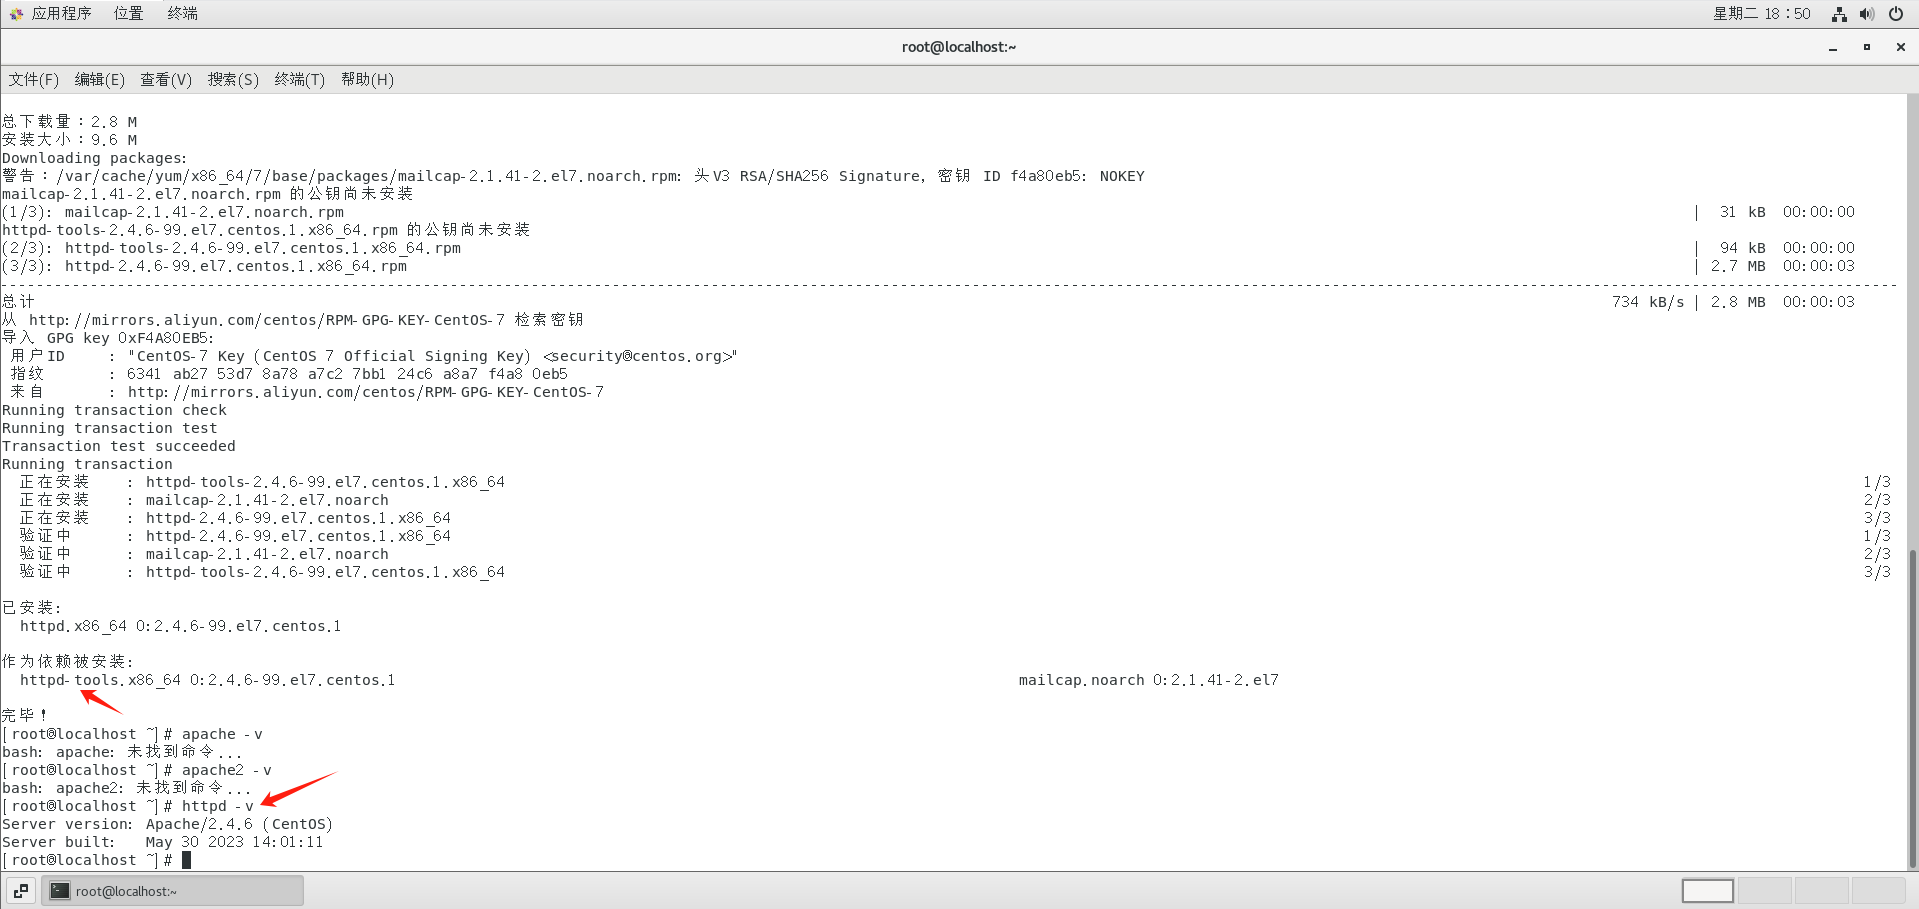 应用程序 位置 终端 星期二 18：50
root@localhost:~
文件(F) 编辑(E) 查看(V) 搜索(S) 终端(T) 帮助(H)
总下载量：2.8 M
安装大小：9.6 M
Downloading packages:
警告：/var/cache/yum/x86_64/7/base/packages/mailcap-2.1.41-2.el7.noarch.rpm: 头V3 RSA/SHA256 Signature, 密钥 ID f4a80eb5: NOKEY
mailcap-2.1.41-2.el7.noarch.rpm 的公钥尚未安装
(1/3): mailcap-2.1.41-2.el7.noarch.rpm | 31 kB 00:00:00
httpd-tools-2.4.6-99.el7.centos.1.x86_64.rpm 的公钥尚未安装
(2/3): httpd-tools-2.4.6-99.el7.centos.1.x86_64.rpm | 94 kB 00:00:00
(3/3): httpd-2.4.6-99.el7.centos.1.x86_64.rpm | 2.7 MB 00:00:03
总计 734 kB/s | 2.8 MB 00:00:03
从 http://mirrors.aliyun.com/centos/RPM-GPG-KEY-CentOS-7 检索密钥
导入 GPG key 0xF4A80EB5:
用户ID : "CentOS-7 Key (CentOS 7 Official Signing Key) <security@centos.org>"
指纹 : 6341 ab27 53d7 8a78 a7c2 7bb1 24c6 a8a7 f4a8 0eb5
来自 : http://mirrors.aliyun.com/centos/RPM-GPG-KEY-CentOS-7
Running transaction check
Running transaction test
Transaction test succeeded
Running transaction
正在安装 : httpd-tools-2.4.6-99.el7.centos.1.x86_64 1/3
正在安装 : mailcap-2.1.41-2.el7.noarch 2/3
正在安装 : httpd-2.4.6-99.el7.centos.1.x86_64 3/3
验证中 : httpd-2.4.6-99.el7.centos.1.x86_64 1/3
验证中 : mailcap-2.1.41-2.el7.noarch 2/3
验证中 : httpd-tools-2.4.6-99.el7.centos.1.x86_64 3/3
已安装:
httpd.x86_64 0:2.4.6-99.el7.centos.1
作为依赖被安装:
httpd-tools.x86_64 0:2.4.6-99.el7.centos.1 mailcap.noarch 0:2.1.41-2.el7
完毕！
[root@localhost ~]# apache -v
bash: apache: 未找到命令...
[root@localhost ~]# apache2 -v
bash: apache2: 未找到命令...
[root@localhost ~]# httpd -v
Server version: Apache/2.4.6 (CentOS)
Server built: May 30 2023 14:01:11
[root@localhost ~]#
root@localhost:~